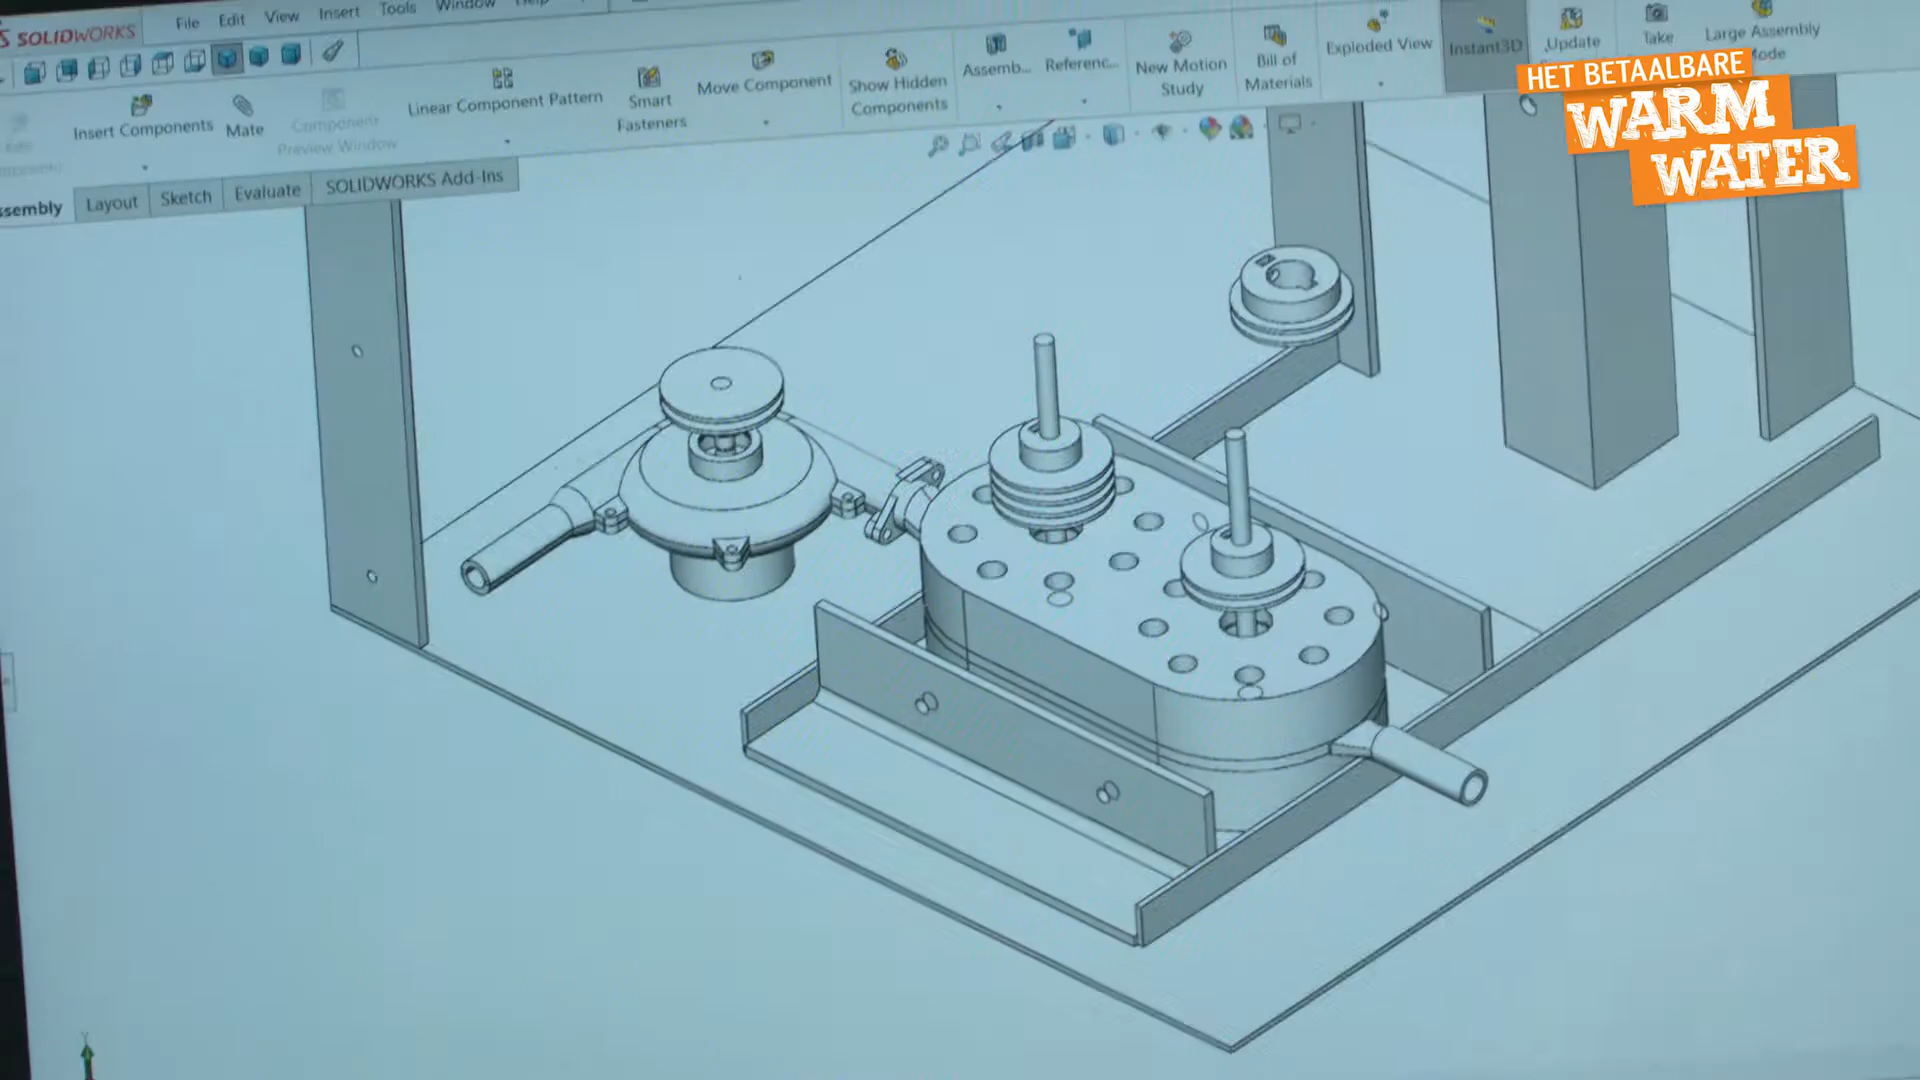 SOLIDWORKS
File Edit View Insert Tools Window Help
Insert Components
Mate
Component
Preview Window
Linear Component Pattern
Smart
Fasteners
Move Component
Show Hidden
Components
Assemb...
Referenc...
New Motion
Study
Bill of
Materials
Exploded View
Instant3D
Update
Take
Large Assembly
Mode
HET BETAALBARE
WARM
WATER
ssembly
Layout
Sketch
Evaluate
SOLIDWORKS Add-Ins